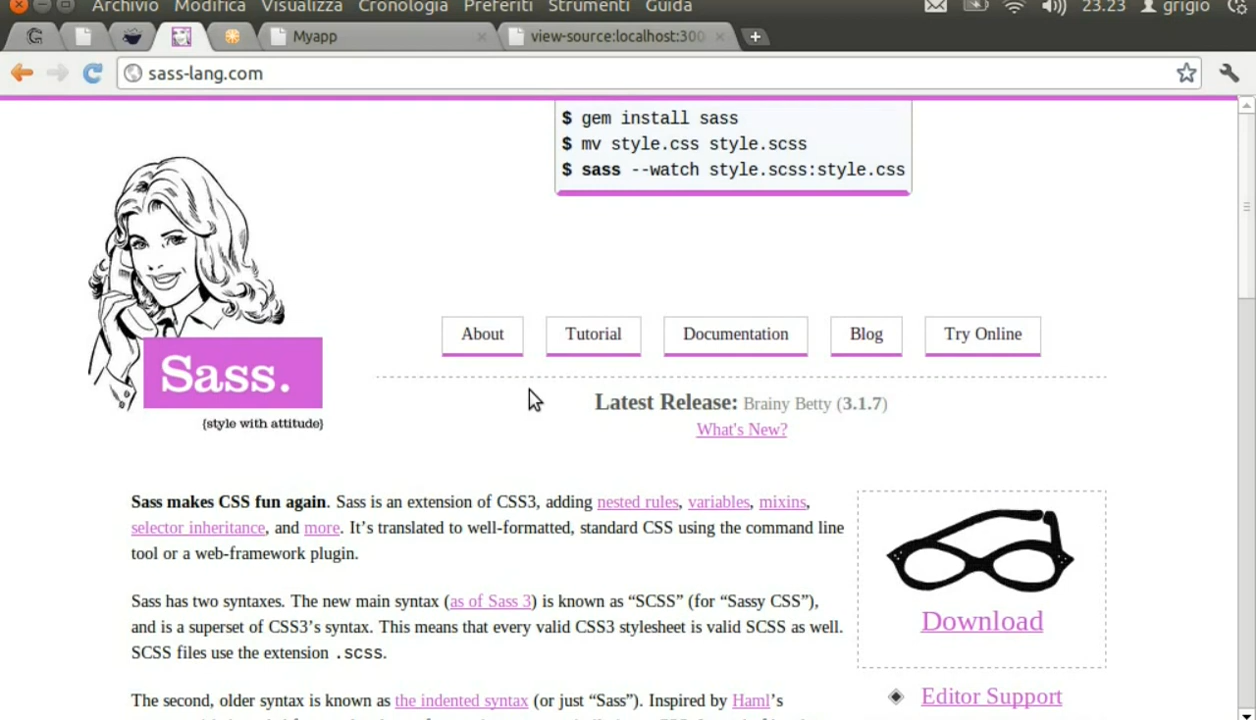 Archivio Modifica Visualizza Cronologia Preferiti Strumenti Guida 23.23 grigio
Myapp view-source:localhost:300
sass-lang.com
$ gem install sass
$ mv style.css style.scss
$ sass --watch style.scss:style.css
About Tutorial Documentation Blog Try Online
Sass.
{style with attitude}
Latest Release: Brainy Betty (3.1.7)
What's New?
Sass makes CSS fun again. Sass is an extension of CSS3, adding nested rules, variables, mixins,
selector inheritance, and more. It’s translated to well-formatted, standard CSS using the command line
tool or a web-framework plugin.
Sass has two syntaxes. The new main syntax (as of Sass 3) is known as “SCSS” (for “Sassy CSS”),
and is a superset of CSS3’s syntax. This means that every valid CSS3 stylesheet is valid SCSS as well.
SCSS files use the extension .scss.
The second, older syntax is known as the indented syntax (or just “Sass”). Inspired by Haml’s
Download
Editor Support